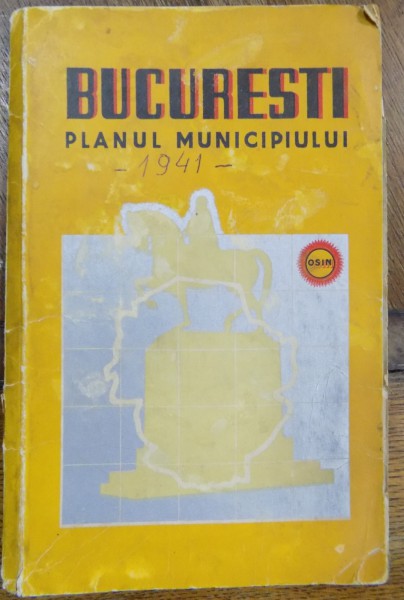 BUCURESTI
PLANUL MUNICIPIULUI
- 1941 -
OSIN